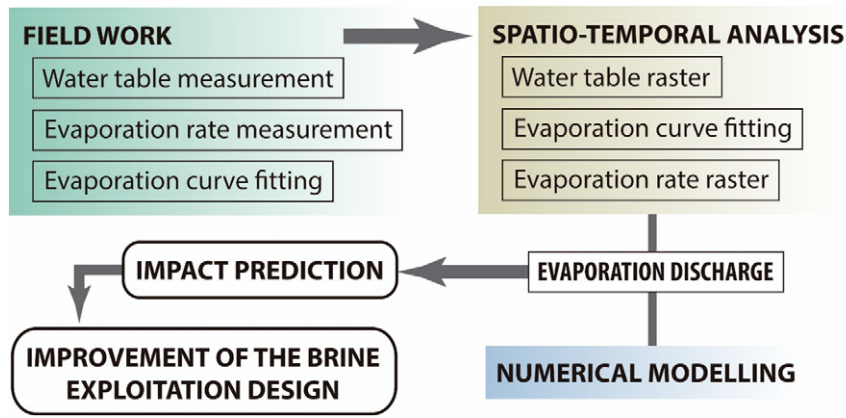 FIELD WORK
Water table measurement
Evaporation rate measurement
Evaporation curve fitting
SPATIO-TEMPORAL ANALYSIS
Water table raster
Evaporation curve fitting
Evaporation rate raster
EVAPORATION DISCHARGE
IMPACT PREDICTION
IMPROVEMENT OF THE BRINE
EXPLOITATION DESIGN
NUMERICAL MODELLING